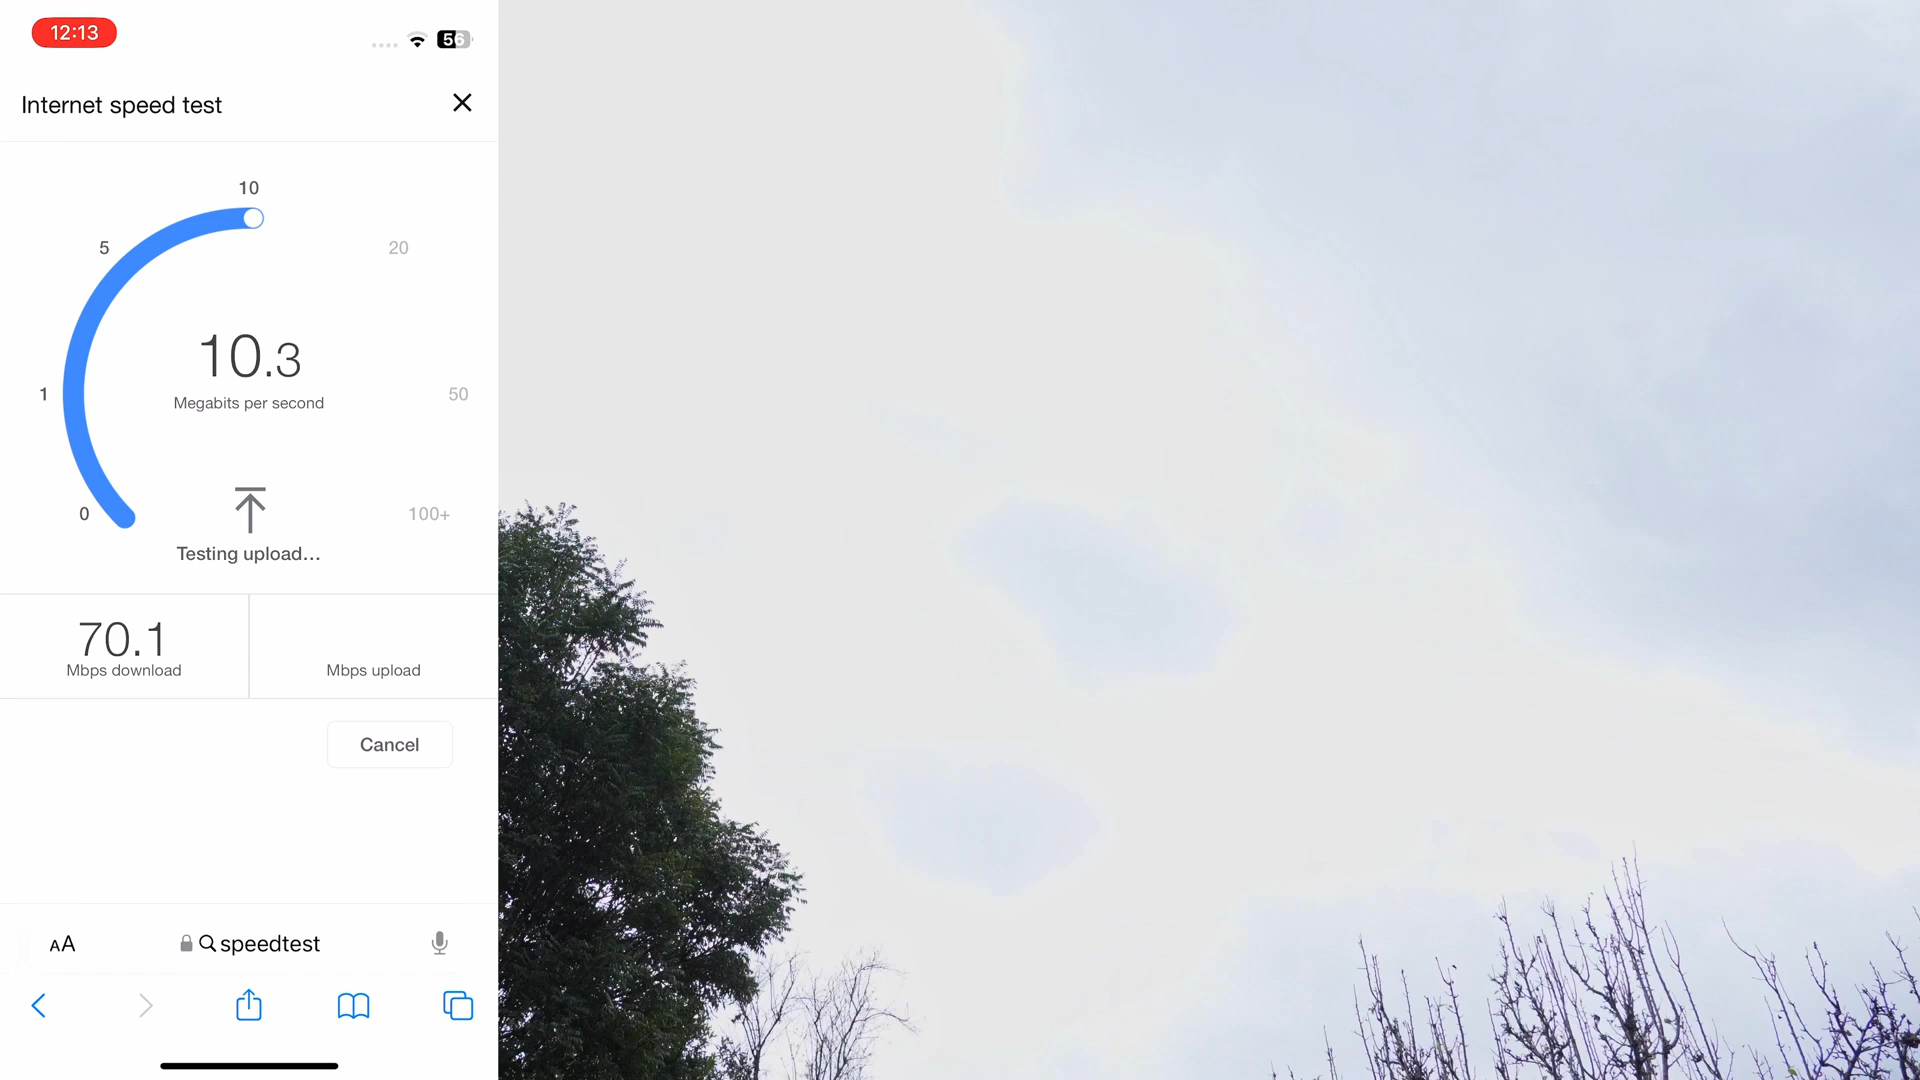 12:13
56
Internet speed test
10
5
20
10.3
1
50
Megabits per second
0
100+
Testing upload...
70.1
Mbps download
Mbps upload
Cancel
AA
speedtest